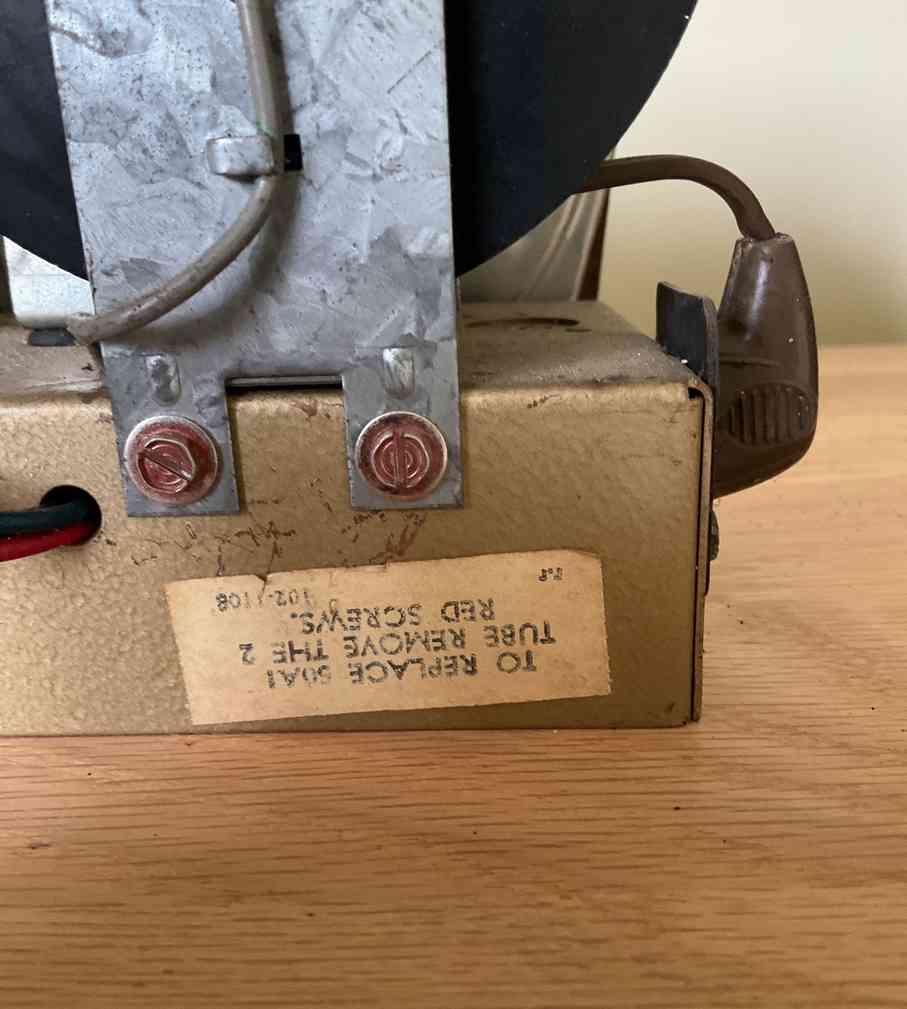 TO REPLACE 50A1
TUBE REMOVE THE 2
RED SCREWS.
r.p 102-1108